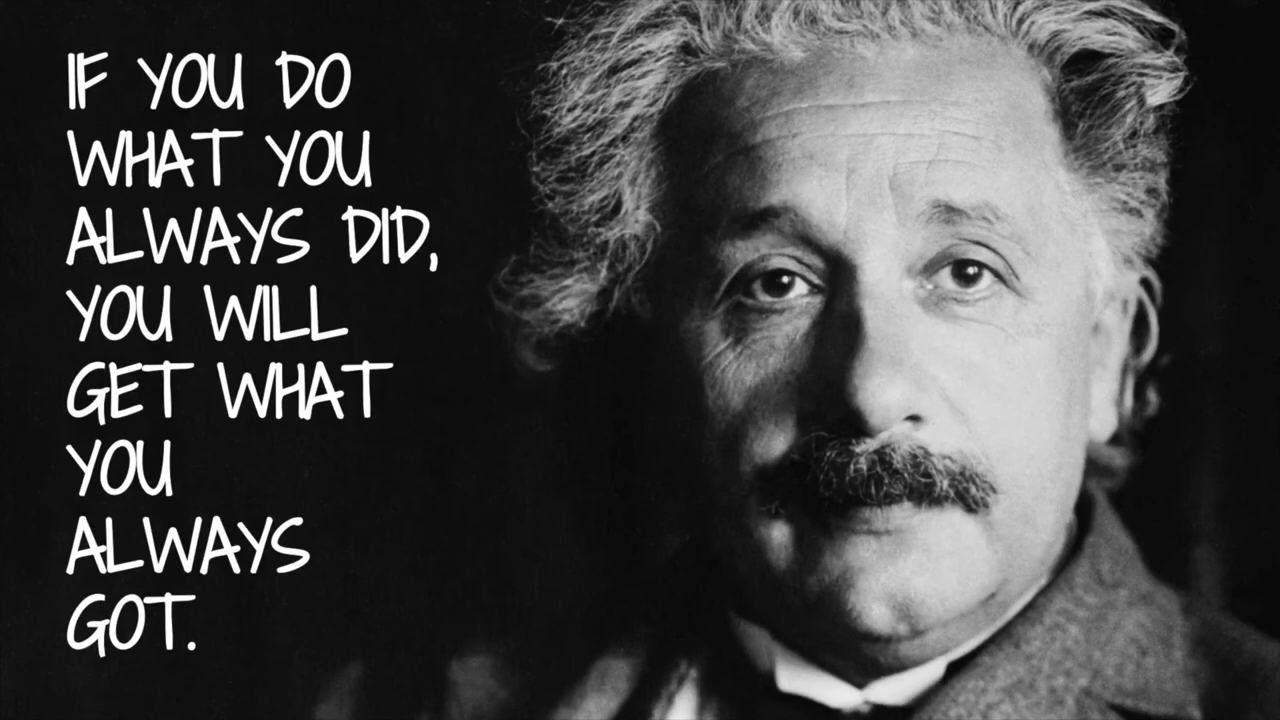 IF YOU DO
WHAT YOU
ALWAYS DID,
YOU WILL
GET WHAT
YOU
ALWAYS
GOT.